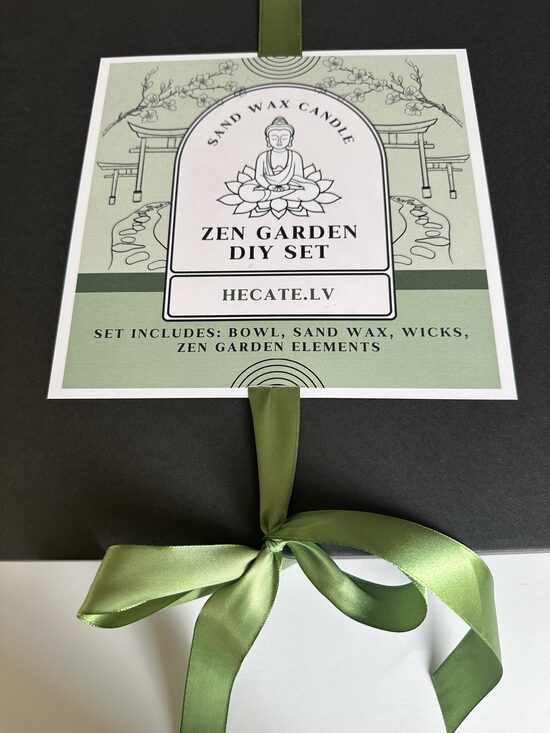 SAND WAX CANDLE
ZEN GARDEN
DIY SET
HECATE.LV
SET INCLUDES: BOWL, SAND WAX, WICKS,
ZEN GARDEN ELEMENTS